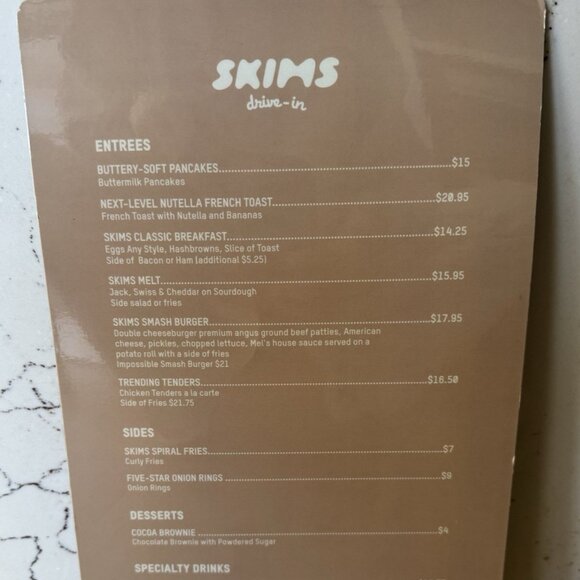 SKIMS
drive-in
ENTREES
BUTTERY-SOFT PANCAKES........$15
Buttermilk Pancakes
NEXT-LEVEL NUTELLA FRENCH TOAST........$20.95
French Toast with Nutella and Bananas
SKIMS CLASSIC BREAKFAST........$14.25
Eggs Any Style, Hashbrowns, Slice of Toast
Side of Bacon or Ham (additional $5.25)
SKIMS MELT........$15.95
Jack, Swiss & Cheddar on Sourdough
Side salad or fries
SKIMS SMASH BURGER........$17.95
Double cheeseburger premium angus ground beef patties, American
cheese, pickles, chopped lettuce, Mel's house sauce served on a
potato roll with a side of fries
Impossible Smash Burger $21
TRENDING TENDERS........$16.50
Chicken Tenders a la carte
Side of Fries $21.75
SIDES
SKIMS SPIRAL FRIES........$7
Curly Fries
FIVE-STAR ONION RINGS........$9
Onion Rings
DESSERTS
COCOA BROWNIE........$4
Chocolate Brownie with Powdered Sugar
SPECIALTY DRINKS